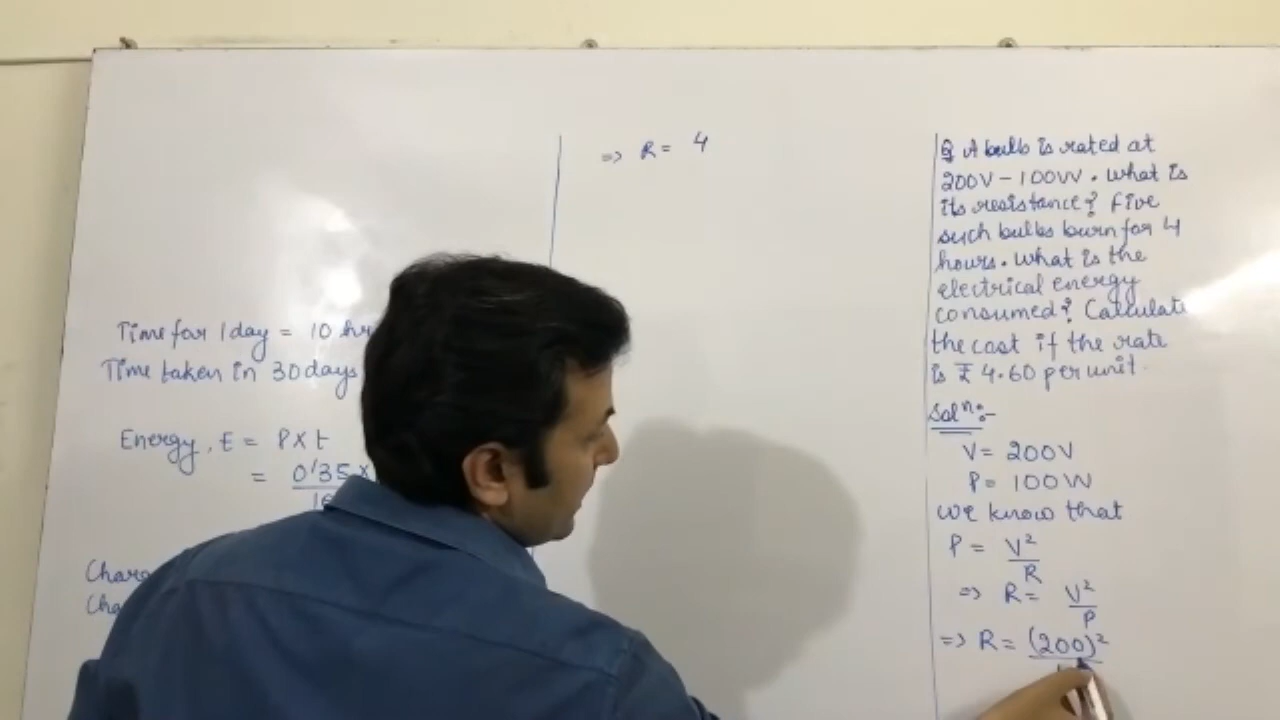 Time for 1 day = 10 hr
Time taken in 30 days
Energy, E = P X t
= 0.35 x
Charg
Cha
=> R = 4
Q A bulb is rated at
200V - 100W. what is
its resistance? Five
such bulbs burn for 4
hours. What is the
electrical energy
consumed? Calculate
the cost if the rate
is ₹ 4.60 per unit.
Solⁿ:-
V = 200V
P = 100W
we know that
P = V²/R
=> R = V²/P
=> R = (200)²